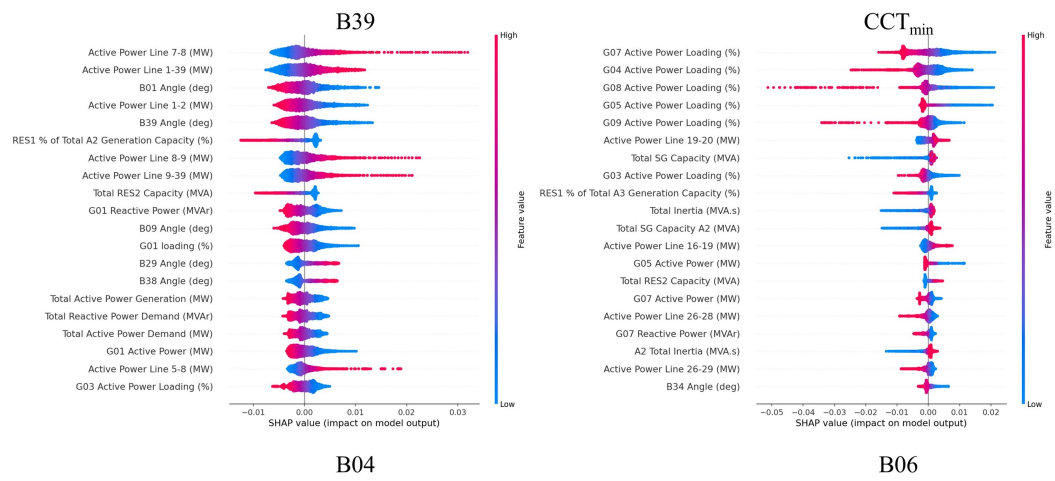 B39
High
Active Power Line 7-8 (MW)
Active Power Line 1-39 (MW)
B01 Angle (deg)
Active Power Line 1-2 (MW)
B39 Angle (deg)
RES1 % of Total A2 Generation Capacity (%)
Active Power Line 8-9 (MW)
Active Power Line 9-39 (MW)
Total RES2 Capacity (MVA)
G01 Reactive Power (MVAr)
B09 Angle (deg)
G01 loading (%)
B29 Angle (deg)
B38 Angle (deg)
Total Active Power Generation (MW)
Total Reactive Power Demand (MVAr)
Total Active Power Demand (MW)
G01 Active Power (MW)
Active Power Line 5-8 (MW)
G03 Active Power Loading (%)
Feature value
Low
−0.01 0.00 0.01 0.02 0.03
SHAP value (impact on model output)
CCTmin
High
G07 Active Power Loading (%)
G04 Active Power Loading (%)
G08 Active Power Loading (%)
G05 Active Power Loading (%)
G09 Active Power Loading (%)
Active Power Line 19-20 (MW)
Total SG Capacity (MVA)
G03 Active Power Loading (%)
RES1 % of Total A3 Generation Capacity (%)
Total Inertia (MVA.s)
Total SG Capacity A2 (MVA)
Active Power Line 16-19 (MW)
G05 Active Power (MW)
Total RES2 Capacity (MVA)
G07 Active Power (MW)
Active Power Line 26-28 (MW)
G07 Reactive Power (MVAr)
A2 Total Inertia (MVA.s)
Active Power Line 26-29 (MW)
B34 Angle (deg)
Feature value
Low
−0.05 −0.04 −0.03 −0.02 −0.01 0.00 0.01 0.02
SHAP value (impact on model output)
B04
B06